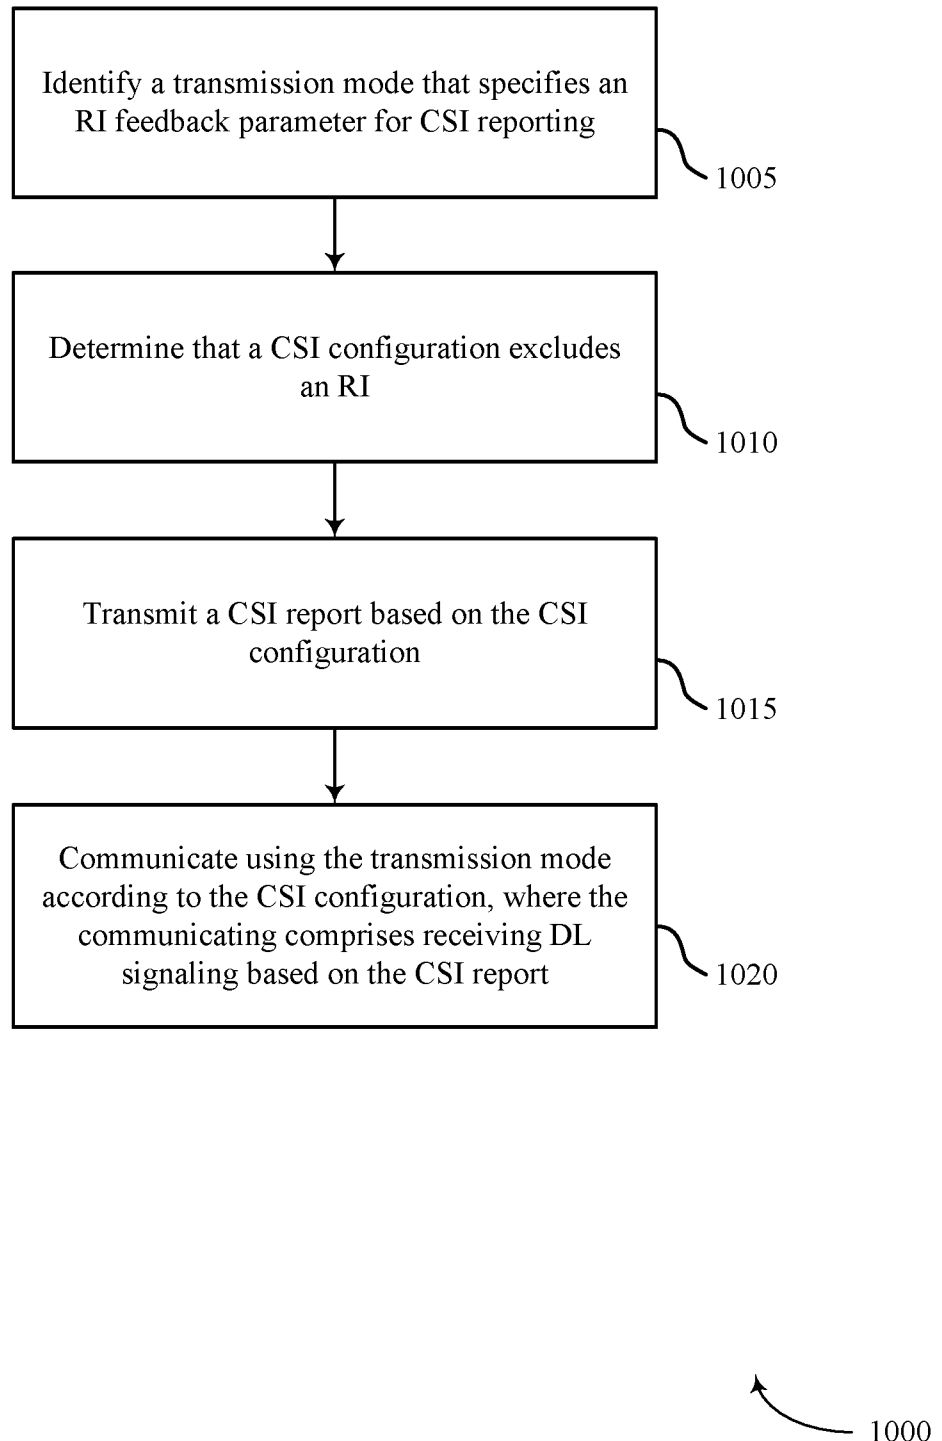 Identify a transmission mode that specifies an
RI feedback parameter for CSI reporting
1005
Determine that a CSI configuration excludes
an RI
1010
Transmit a CSI report based on the CSI
configuration
1015
Communicate using the transmission mode
according to the CSI configuration, where the
communicating comprises receiving DL
signaling based on the CSI report
1020
1000